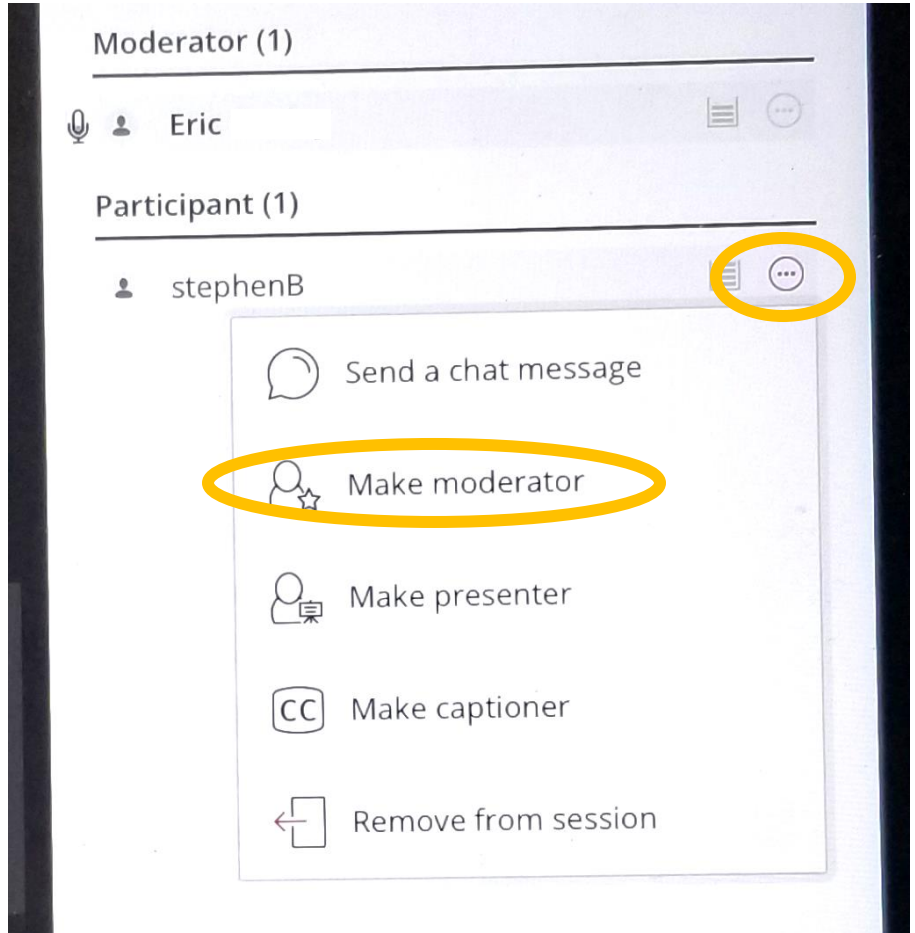 Moderator (1)
Eric
Participant (1)
stephenB
Send a chat message
Make moderator
Make presenter
CC Make captioner
Remove from session